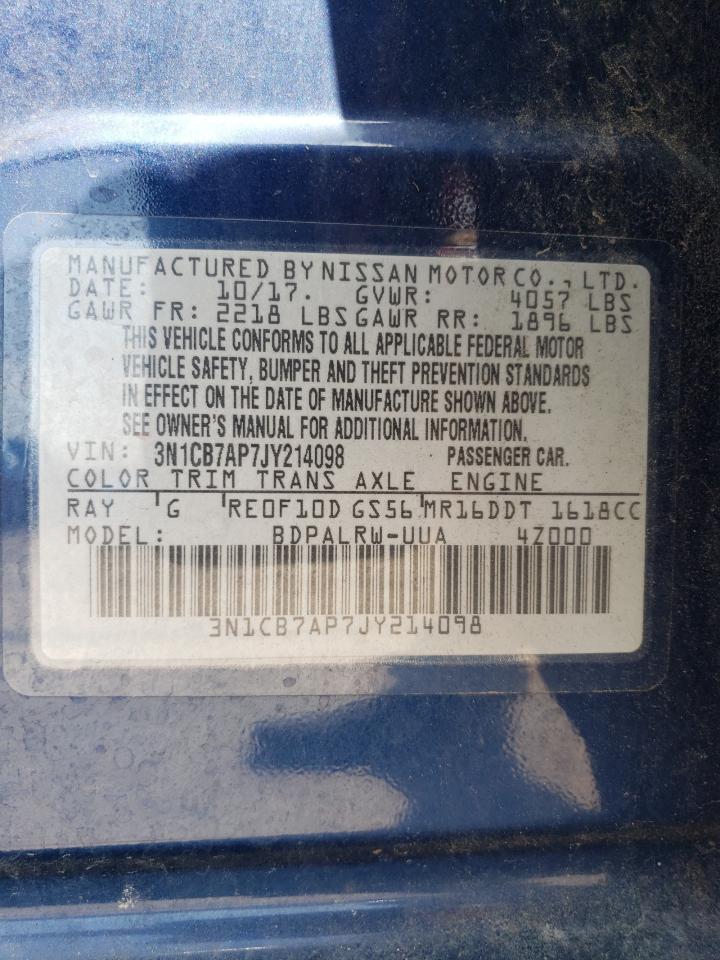 MANUFACTURED BY NISSAN MOTOR CO., LTD.
DATE: 10/17. GVWR: 4057 LBS
GAWR FR: 2218 LBS GAWR RR: 1896 LBS
THIS VEHICLE CONFORMS TO ALL APPLICABLE FEDERAL MOTOR
VEHICLE SAFETY, BUMPER AND THEFT PREVENTION STANDARDS
IN EFFECT ON THE DATE OF MANUFACTURE SHOWN ABOVE.
SEE OWNER'S MANUAL FOR ADDITIONAL INFORMATION.
VIN: 3N1CB7AP7JY214098 PASSENGER CAR.
COLOR TRIM TRANS AXLE ENGINE
RAY G RE0F10D GS56 MR16DDT 1618CC
MODEL: BDPALRW-UUA 4Z000
3N1CB7AP7JY214098